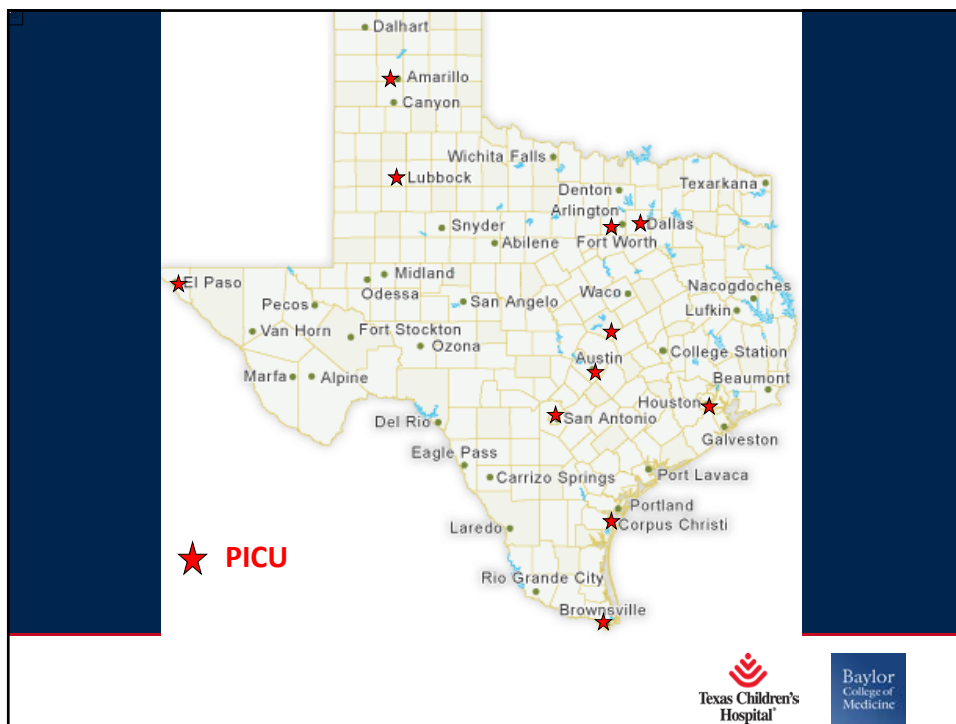 Dalhart
Amarillo
Canyon
Wichita Falls
Lubbock
Denton
Texarkana
Arlington
Snyder
Dallas
Abilene
Fort Worth
El Paso
Midland
Odessa
Pecos
San Angelo
Waco
Nacogdoches
Lufkin
Van Horn
Fort Stockton
Ozona
Austin
College Station
Marfa
Alpine
Beaumont
Houston
Del Rio
San Antonio
Galveston
Eagle Pass
Carrizo Springs
Port Lavaca
Portland
Laredo
Corpus Christi
PICU
Rio Grande City
Brownsville
Texas Children's
Hospital®
Baylor
College of
Medicine